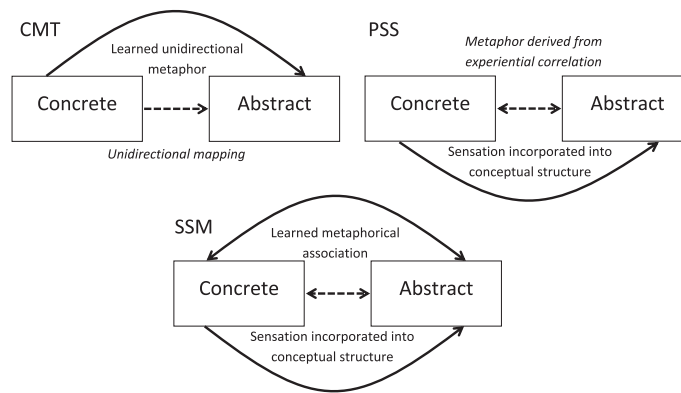 CMT
Learned unidirectional
metaphor
Concrete
Abstract
Unidirectional mapping
PSS
Metaphor derived from
experiential correlation
Concrete
Abstract
Sensation incorporated into
conceptual structure
SSM
Learned metaphorical
association
Concrete
Abstract
Sensation incorporated into
conceptual structure